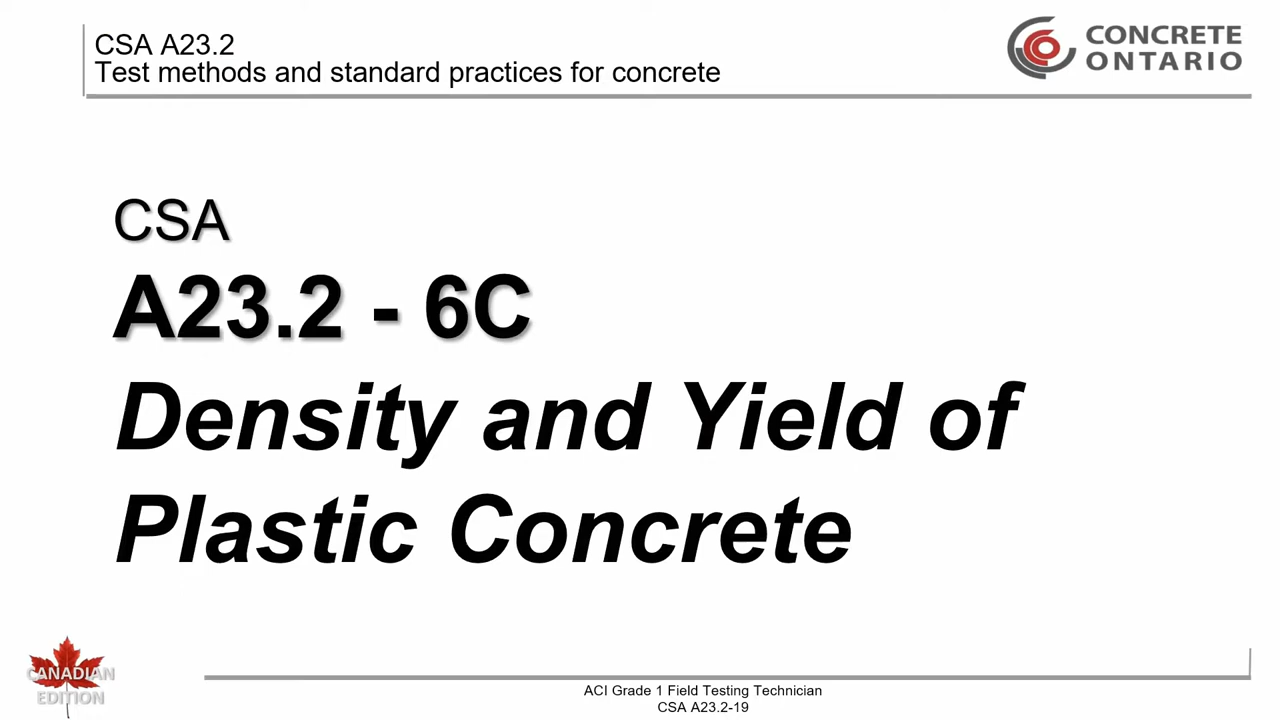 CSA A23.2
Test methods and standard practices for concrete
CONCRETE
ONTARIO
CSA
A23.2 - 6C
Density and Yield of
Plastic Concrete
CANADIAN
EDITION
ACI Grade 1 Field Testing Technician
CSA A23.2-19